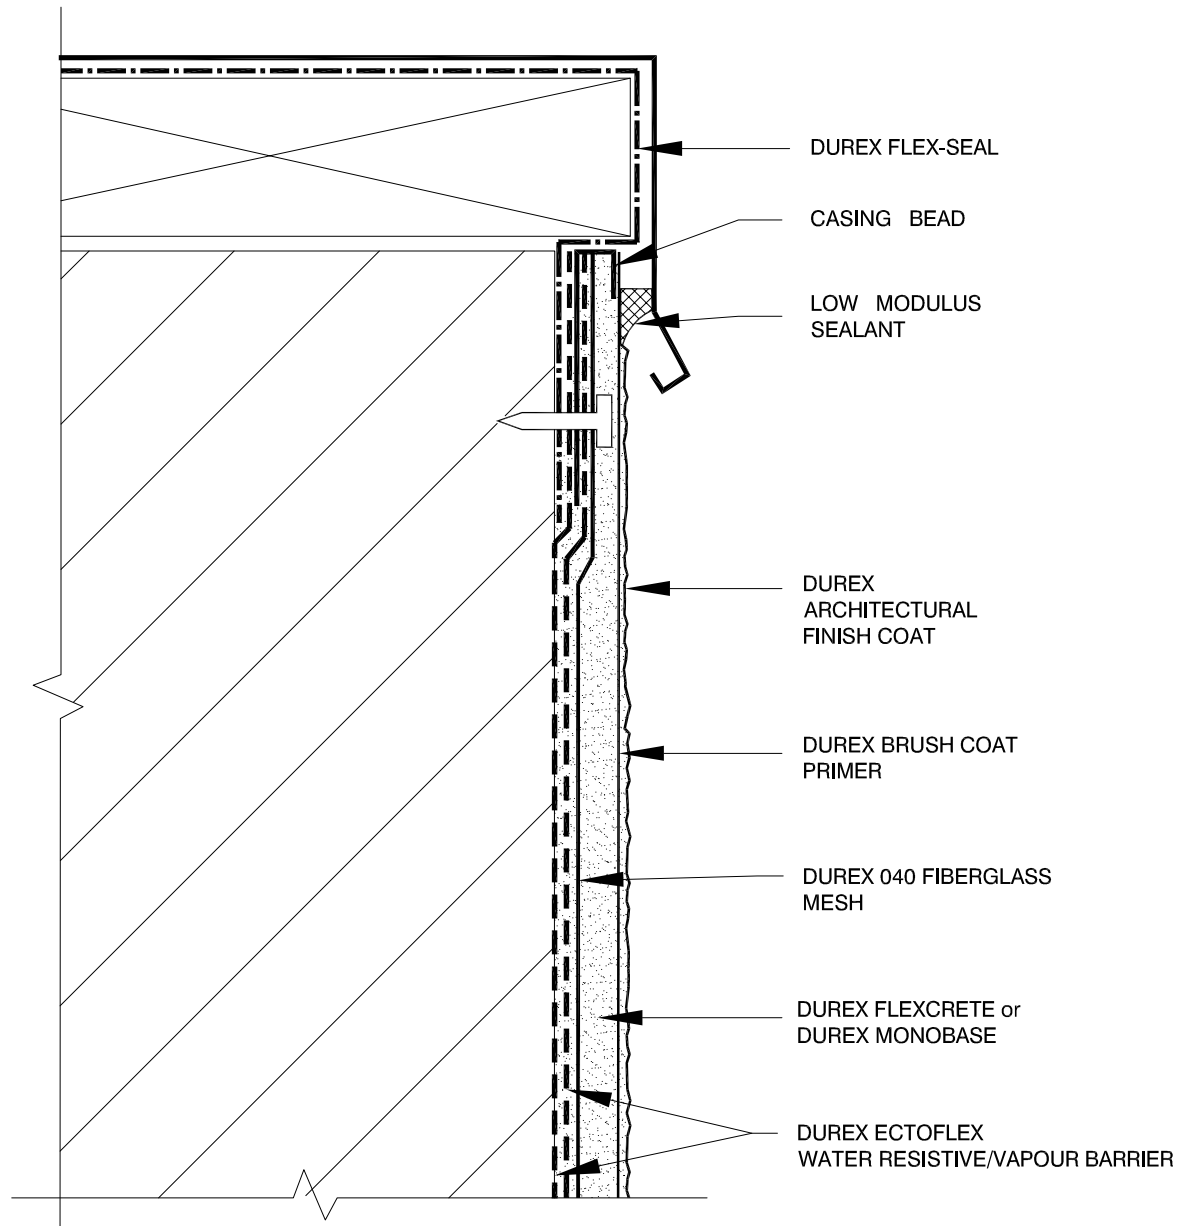 DUREX FLEX-SEAL
CASING BEAD
LOW MODULUS
SEALANT
DUREX
ARCHITECTURAL
FINISH COAT
DUREX BRUSH COAT
PRIMER
DUREX 040 FIBERGLASS
MESH
DUREX FLEXCRETE or
DUREX MONOBASE
DUREX ECTOFLEX
WATER RESISTIVE/VAPOUR BARRIER